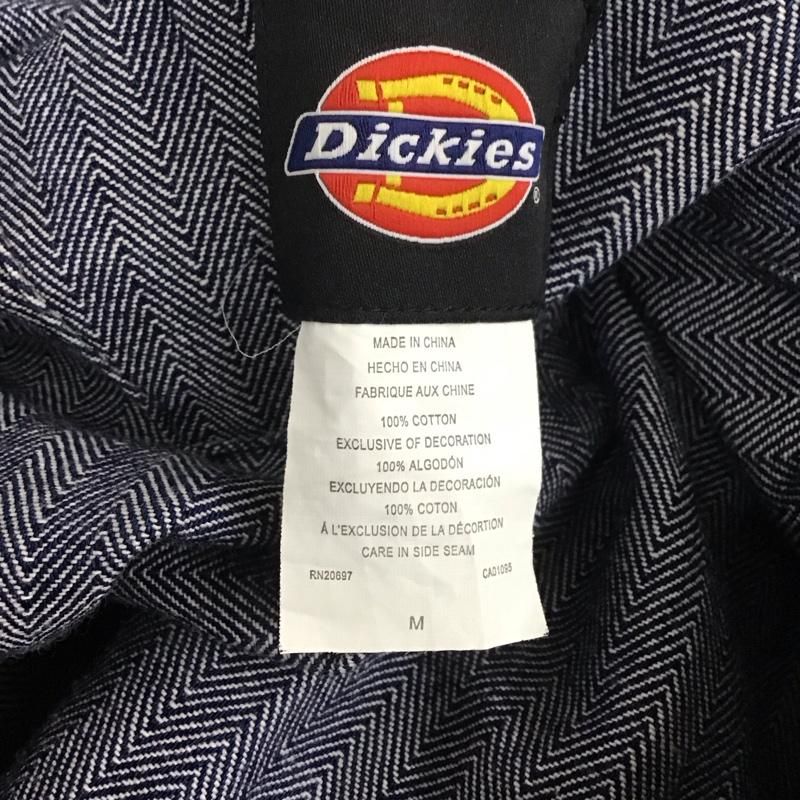 Dickies
®
MADE IN CHINA
HECHO EN CHINA
FABRIQUE AUX CHINE
100% COTTON
EXCLUSIVE OF DECORATION
100% ALGODÓN
EXCLUYENDO LA DECORACIÓN
100% COTON
Á L'EXCLUSION DE LA DÉCORTION
CARE IN SIDE SEAM
RN20697 CA01095
M